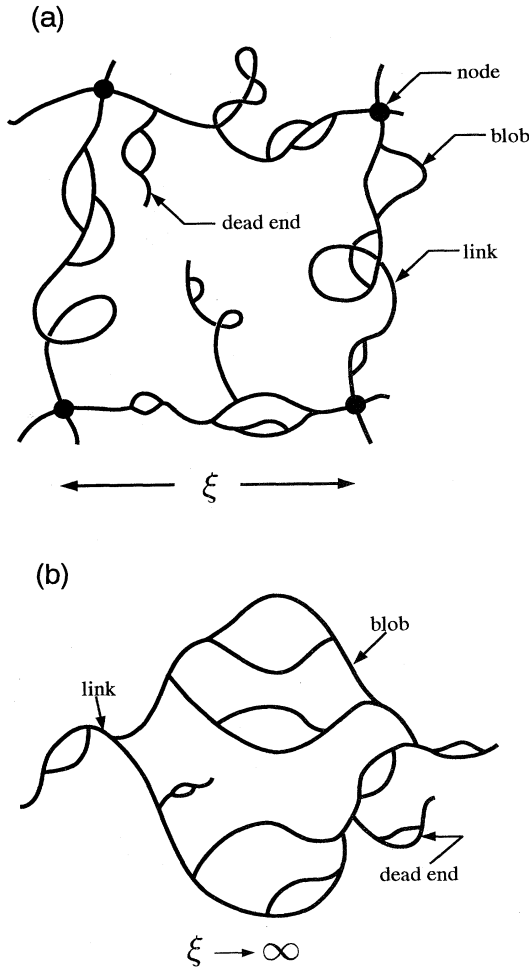 (a)
node
blob
dead end
link
ξ
(b)
blob
link
dead end
ξ → ∞